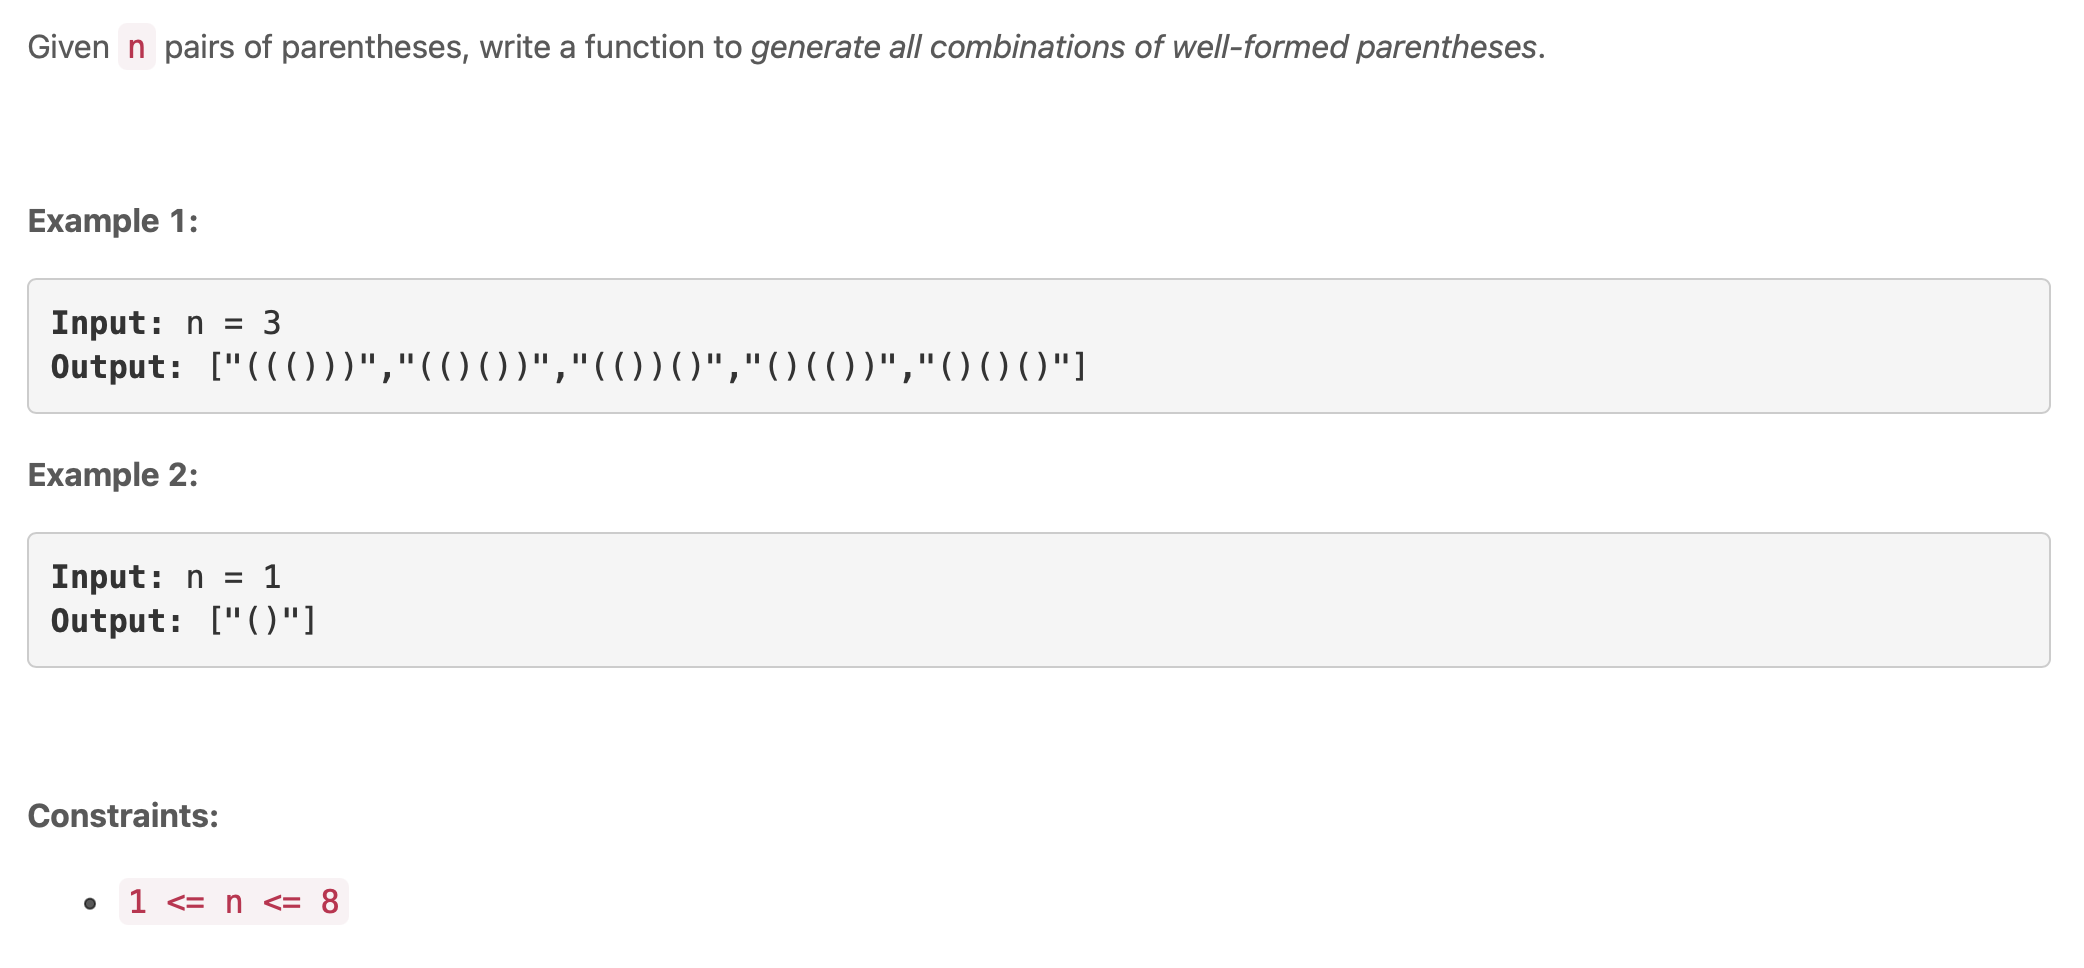 Given n pairs of parentheses, write a function to generate all combinations of well-formed parentheses.
Example 1:
Input: n = 3
Output: ["((()))","(()())","(())()","()(())","()()()"]
Example 2:
Input: n = 1
Output: ["()"]
Constraints:
• 1 <= n <= 8